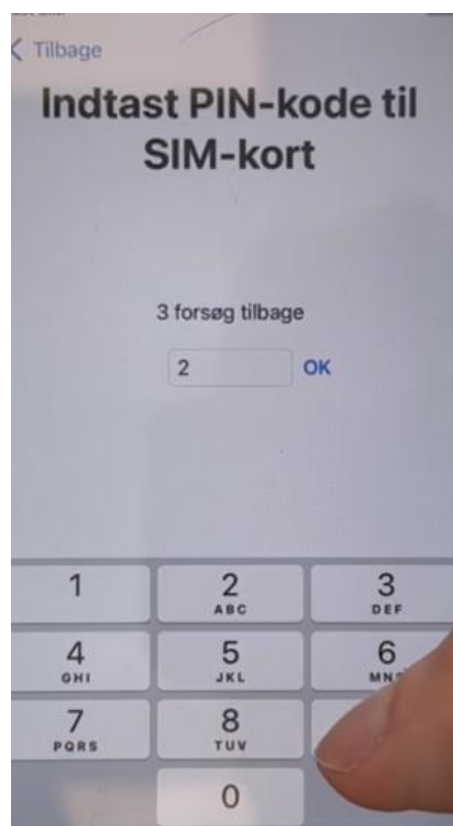 Tilbage
Indtast PIN-kode til
SIM-kort
3 forsøg tilbage
2 OK
1 2 3
ABC DEF
4 5 6
GHI JKL
7 8
PQRS TUV
0